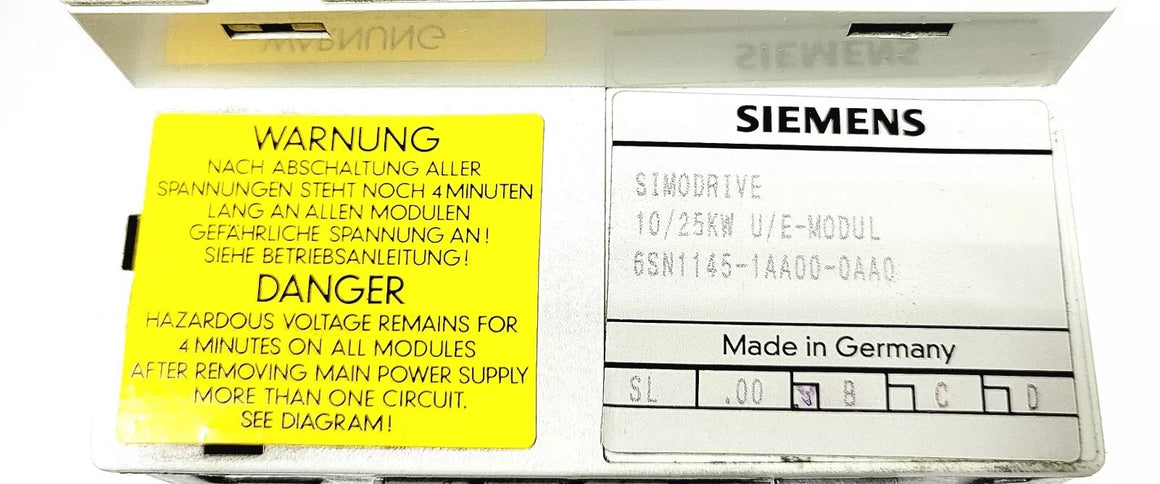 WARNUNG
SIEMENS
WARNUNG
NACH ABSCHALTUNG ALLER
SPANNUNGEN STEHT NOCH 4 MINUTEN
LANG AN ALLEN MODULEN
GEFÄHRLICHE SPANNUNG AN!
SIEHE BETRIEBSANLEITUNG!
DANGER
HAZARDOUS VOLTAGE REMAINS FOR
4 MINUTES ON ALL MODULES
AFTER REMOVING MAIN POWER SUPPLY
MORE THAN ONE CIRCUIT.
SEE DIAGRAM!
SIEMENS
SIMODRIVE
10/25KW U/E-MODUL
6SN1145-1AA00-0AA0
Made in Germany
SL .00 B C D